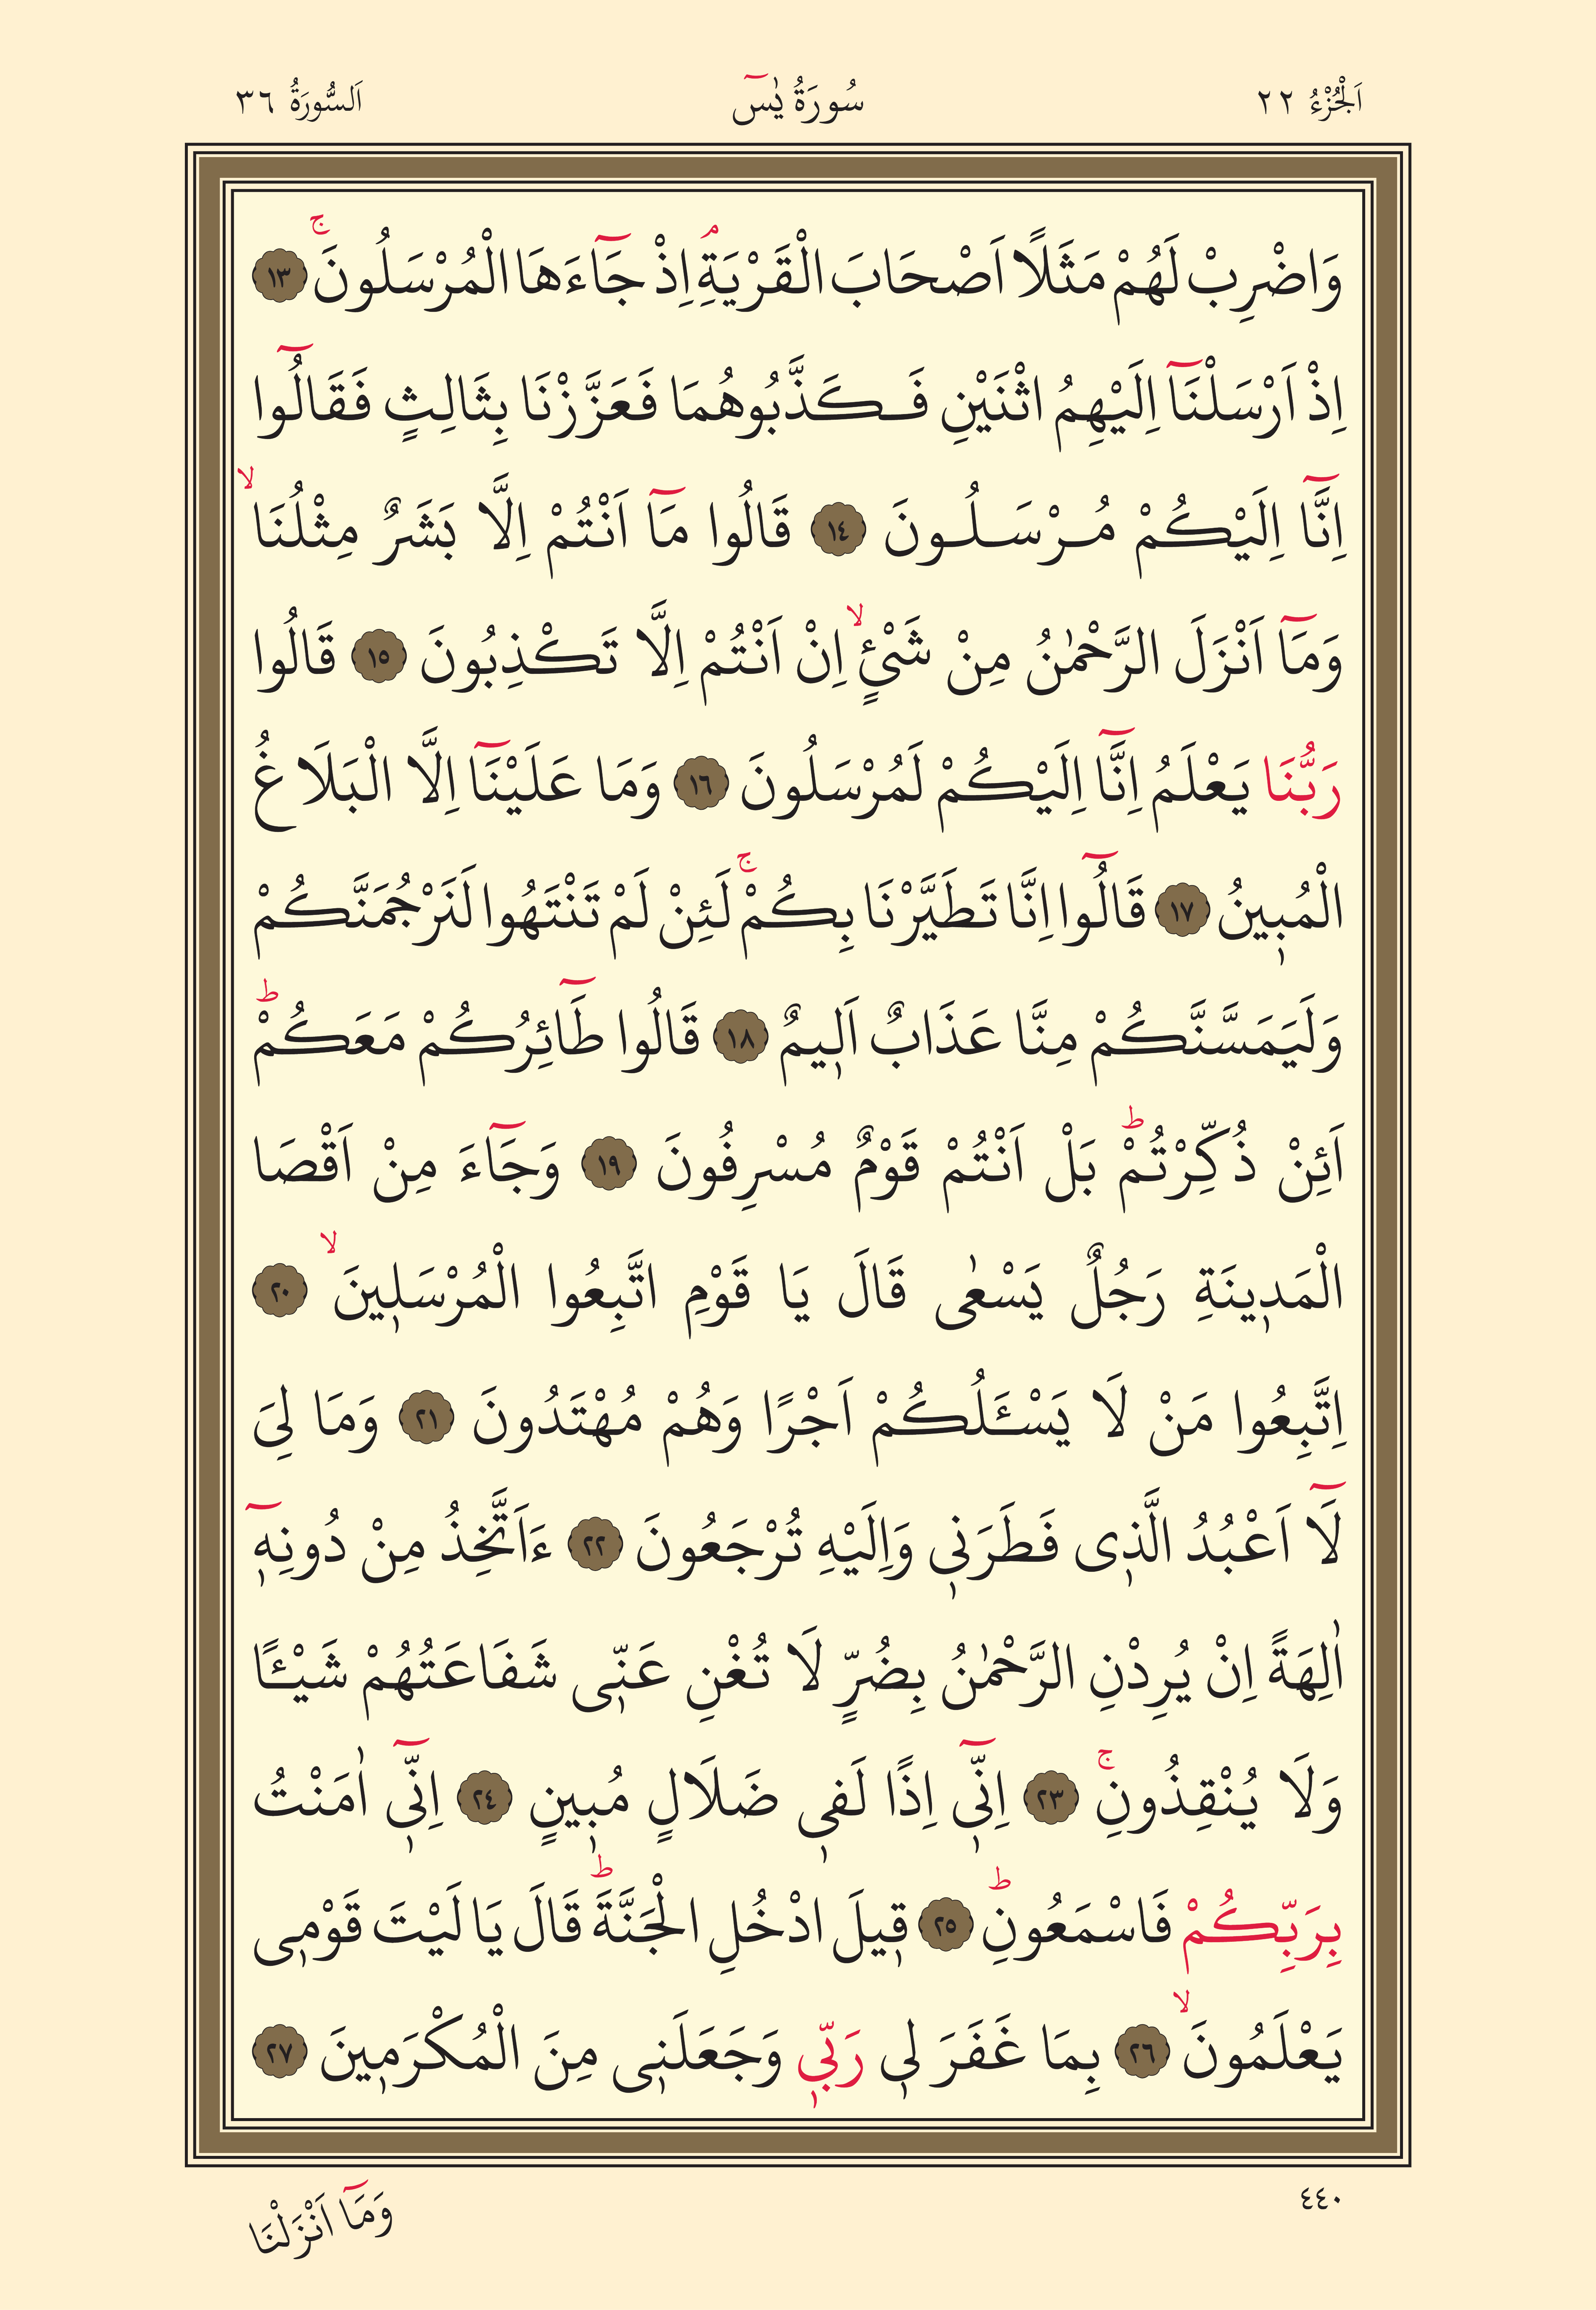 اَلْجُزْءُ ٢٢
سُورَةُ يٰسٓ
اَلسُّورَةُ ٣٦
وَاضْرِبْ لَهُمْ مَثَلًا اَصْحَابَ الْقَرْيَةِۢ اِذْ جَٓاءَهَا الْمُرْسَلُونَۚ ١٣
اِذْ اَرْسَلْنَٓا اِلَيْهِمُ اثْنَيْنِ فَكَذَّبُوهُمَا فَعَزَّزْنَا بِثَالِثٍ فَقَالُٓوا
اِنَّٓا اِلَيْكُمْ مُرْسَلُونَ ١٤ قَالُوا مَٓا اَنْتُمْ اِلَّا بَشَرٌ مِثْلُنَاۙ
وَمَٓا اَنْزَلَ الرَّحْمٰنُ مِنْ شَيْئٍۙ اِنْ اَنْتُمْ اِلَّا تَكْذِبُونَ ١٥ قَالُوا
رَبُّنَا يَعْلَمُ اِنَّٓا اِلَيْكُمْ لَمُرْسَلُونَ ١٦ وَمَا عَلَيْنَٓا اِلَّا الْبَلَاغُ
الْمُبٖينُ ١٧ قَالُٓوا اِنَّا تَطَيَّرْنَا بِكُمْۚ لَئِنْ لَمْ تَنْتَهُوا لَنَرْجُمَنَّكُمْ
وَلَيَمَسَّنَّكُمْ مِنَّا عَذَابٌ اَلٖيمٌ ١٨ قَالُوا طَٓائِرُكُمْ مَعَكُمْؕ
اَئِنْ ذُكِّرْتُمْؕ بَلْ اَنْتُمْ قَوْمٌ مُسْرِفُونَ ١٩ وَجَٓاءَ مِنْ اَقْصَا
الْمَدٖينَةِ رَجُلٌ يَسْعٰى قَالَ يَا قَوْمِ اتَّبِعُوا الْمُرْسَلٖينَۙ ٢٠
اِتَّبِعُوا مَنْ لَا يَسْـَٔلُكُمْ اَجْرًا وَهُمْ مُهْتَدُونَ ٢١ وَمَا لِىَ
لَٓا اَعْبُدُ الَّذٖى فَطَرَنٖى وَاِلَيْهِ تُرْجَعُونَ ٢٢ ءَاَتَّخِذُ مِنْ دُونِهٖٓ
اٰلِهَةً اِنْ يُرِدْنِ الرَّحْمٰنُ بِضُرٍّ لَا تُغْنِ عَنّٖى شَفَاعَتُهُمْ شَيْـًٔا
وَلَا يُنْقِذُونِۚ ٢٣ اِنّٖٓى اِذًا لَفٖى ضَلَالٍ مُبٖينٍ ٢٤ اِنّٖٓى اٰمَنْتُ
بِرَبِّكُمْ فَاسْمَعُونِؕ ٢٥ قٖيلَ ادْخُلِ الْجَنَّةَؕ قَالَ يَا لَيْتَ قَوْمٖى
يَعْلَمُونَۙ ٢٦ بِمَا غَفَرَ لٖى رَبّٖى وَجَعَلَنٖى مِنَ الْمُكْرَمٖينَ ٢٧
٤٤٠
وَمَٓا اَنْزَلْنَا